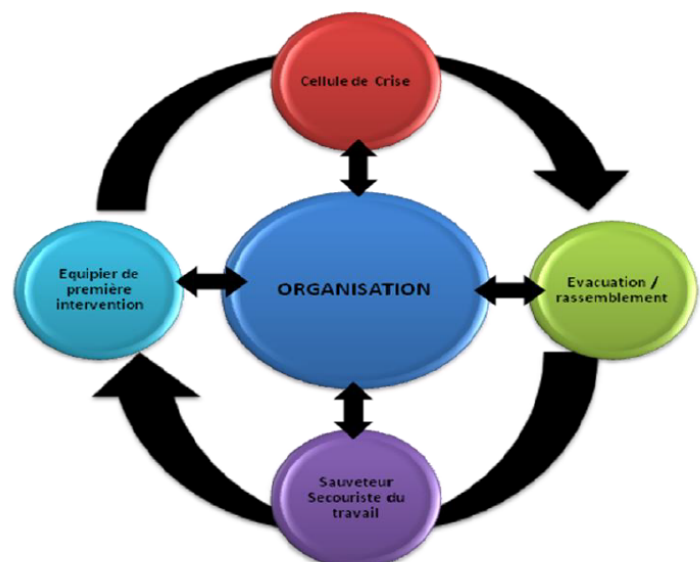 Cellule de Crise
Equipier de
première
intervention
ORGANISATION
Evacuation /
rassemblement
Sauveteur
Secouriste du
travail